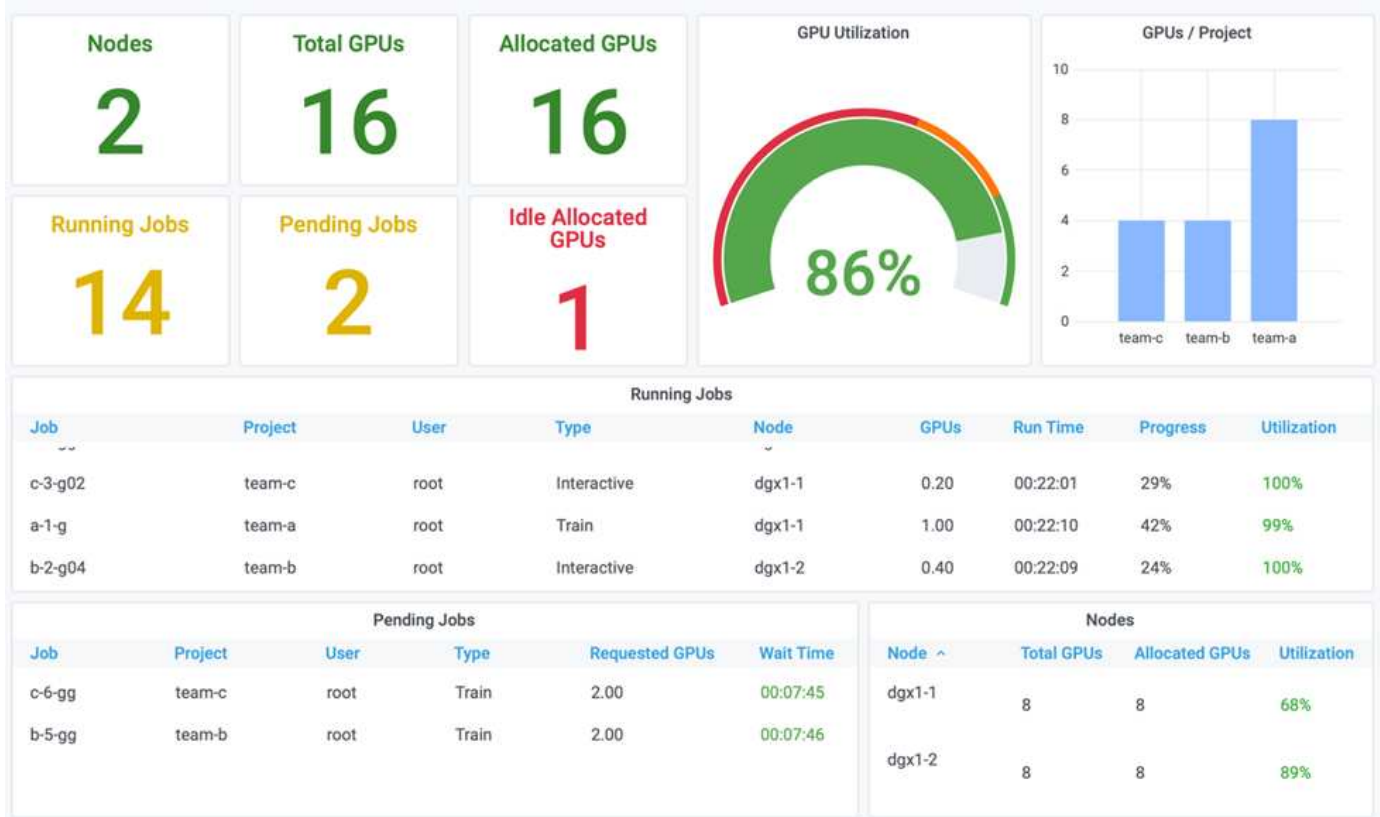 Nodes
2
Total GPUs
16
Allocated GPUs
16
Running Jobs
14
Pending Jobs
2
Idle Allocated
GPUs
1
GPU Utilization
86%
GPUs / Project
10
8
6
4
2
0
team-c team-b team-a
Running Jobs
Job Project User Type Node GPUs Run Time Progress Utilization
c-3-g02 team-c root Interactive dgx1-1 0.20 00:22:01 29% 100%
a-1-g team-a root Train dgx1-1 1.00 00:22:10 42% 99%
b-2-g04 team-b root Interactive dgx1-2 0.40 00:22:09 24% 100%
Pending Jobs
Job Project User Type Requested GPUs Wait Time
c-6-gg team-c root Train 2.00 00:07:45
b-5-gg team-b root Train 2.00 00:07:46
Nodes
Node Total GPUs Allocated GPUs Utilization
dgx1-1 8 8 68%
dgx1-2 8 8 89%